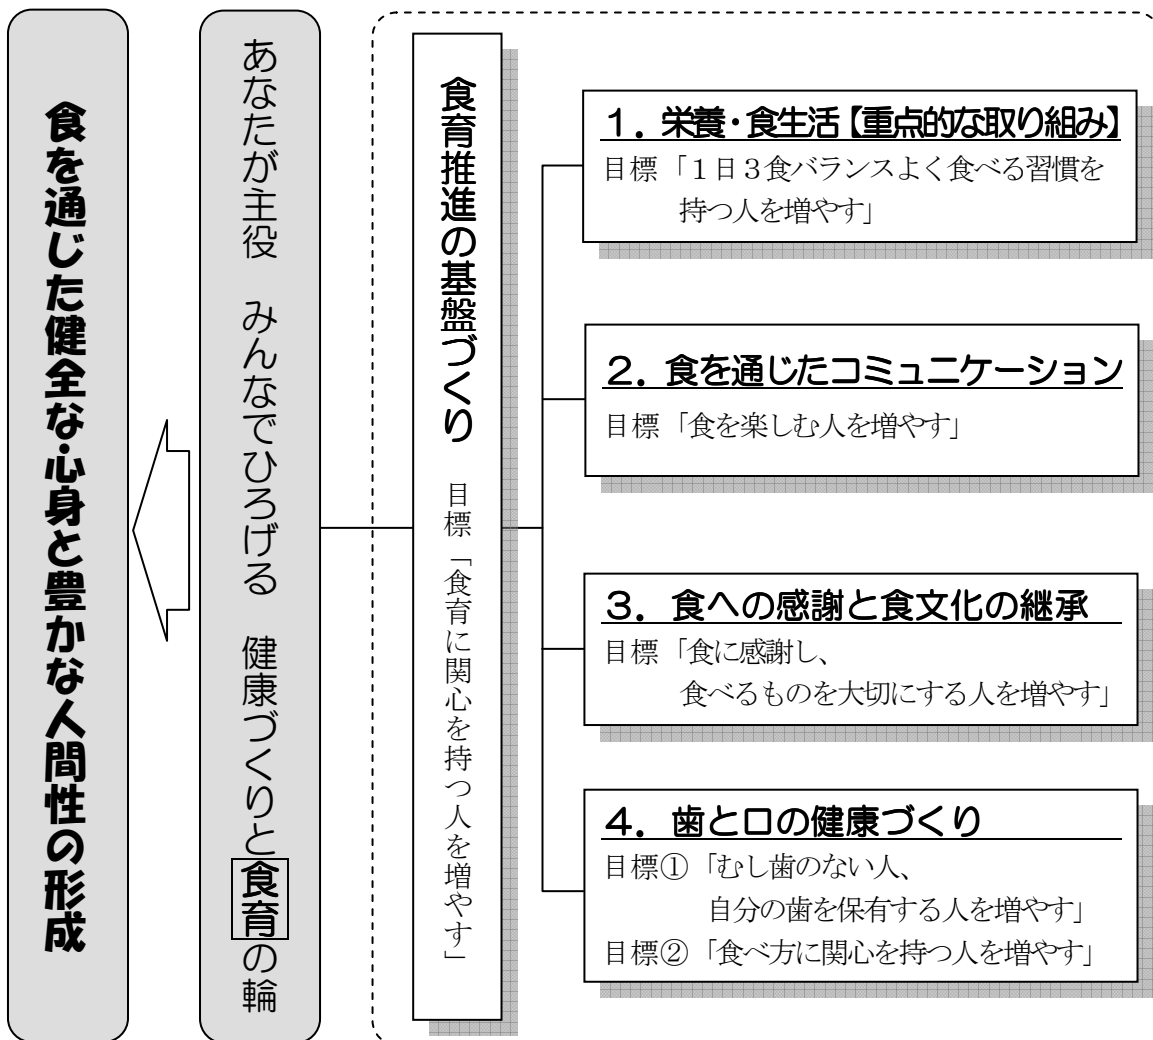 食を通じた健全な心身と豊かな人間性の形成
あなたが主役　みんなでひろげる　健康づくりと食育の輪
食育推進の基盤づくり　目標「食育に関心を持つ人を増やす」
１．栄養・食生活【重点的な取り組み】
目標「１日３食バランスよく食べる習慣を
持つ人を増やす」
２．食を通じたコミュニケーション
目標「食を楽しむ人を増やす」
３．食への感謝と食文化の継承
目標「食に感謝し、
食べるものを大切にする人を増やす」
４．歯と口の健康づくり
目標①「むし歯のない人、
自分の歯を保有する人を増やす」
目標②「食べ方に関心を持つ人を増やす」